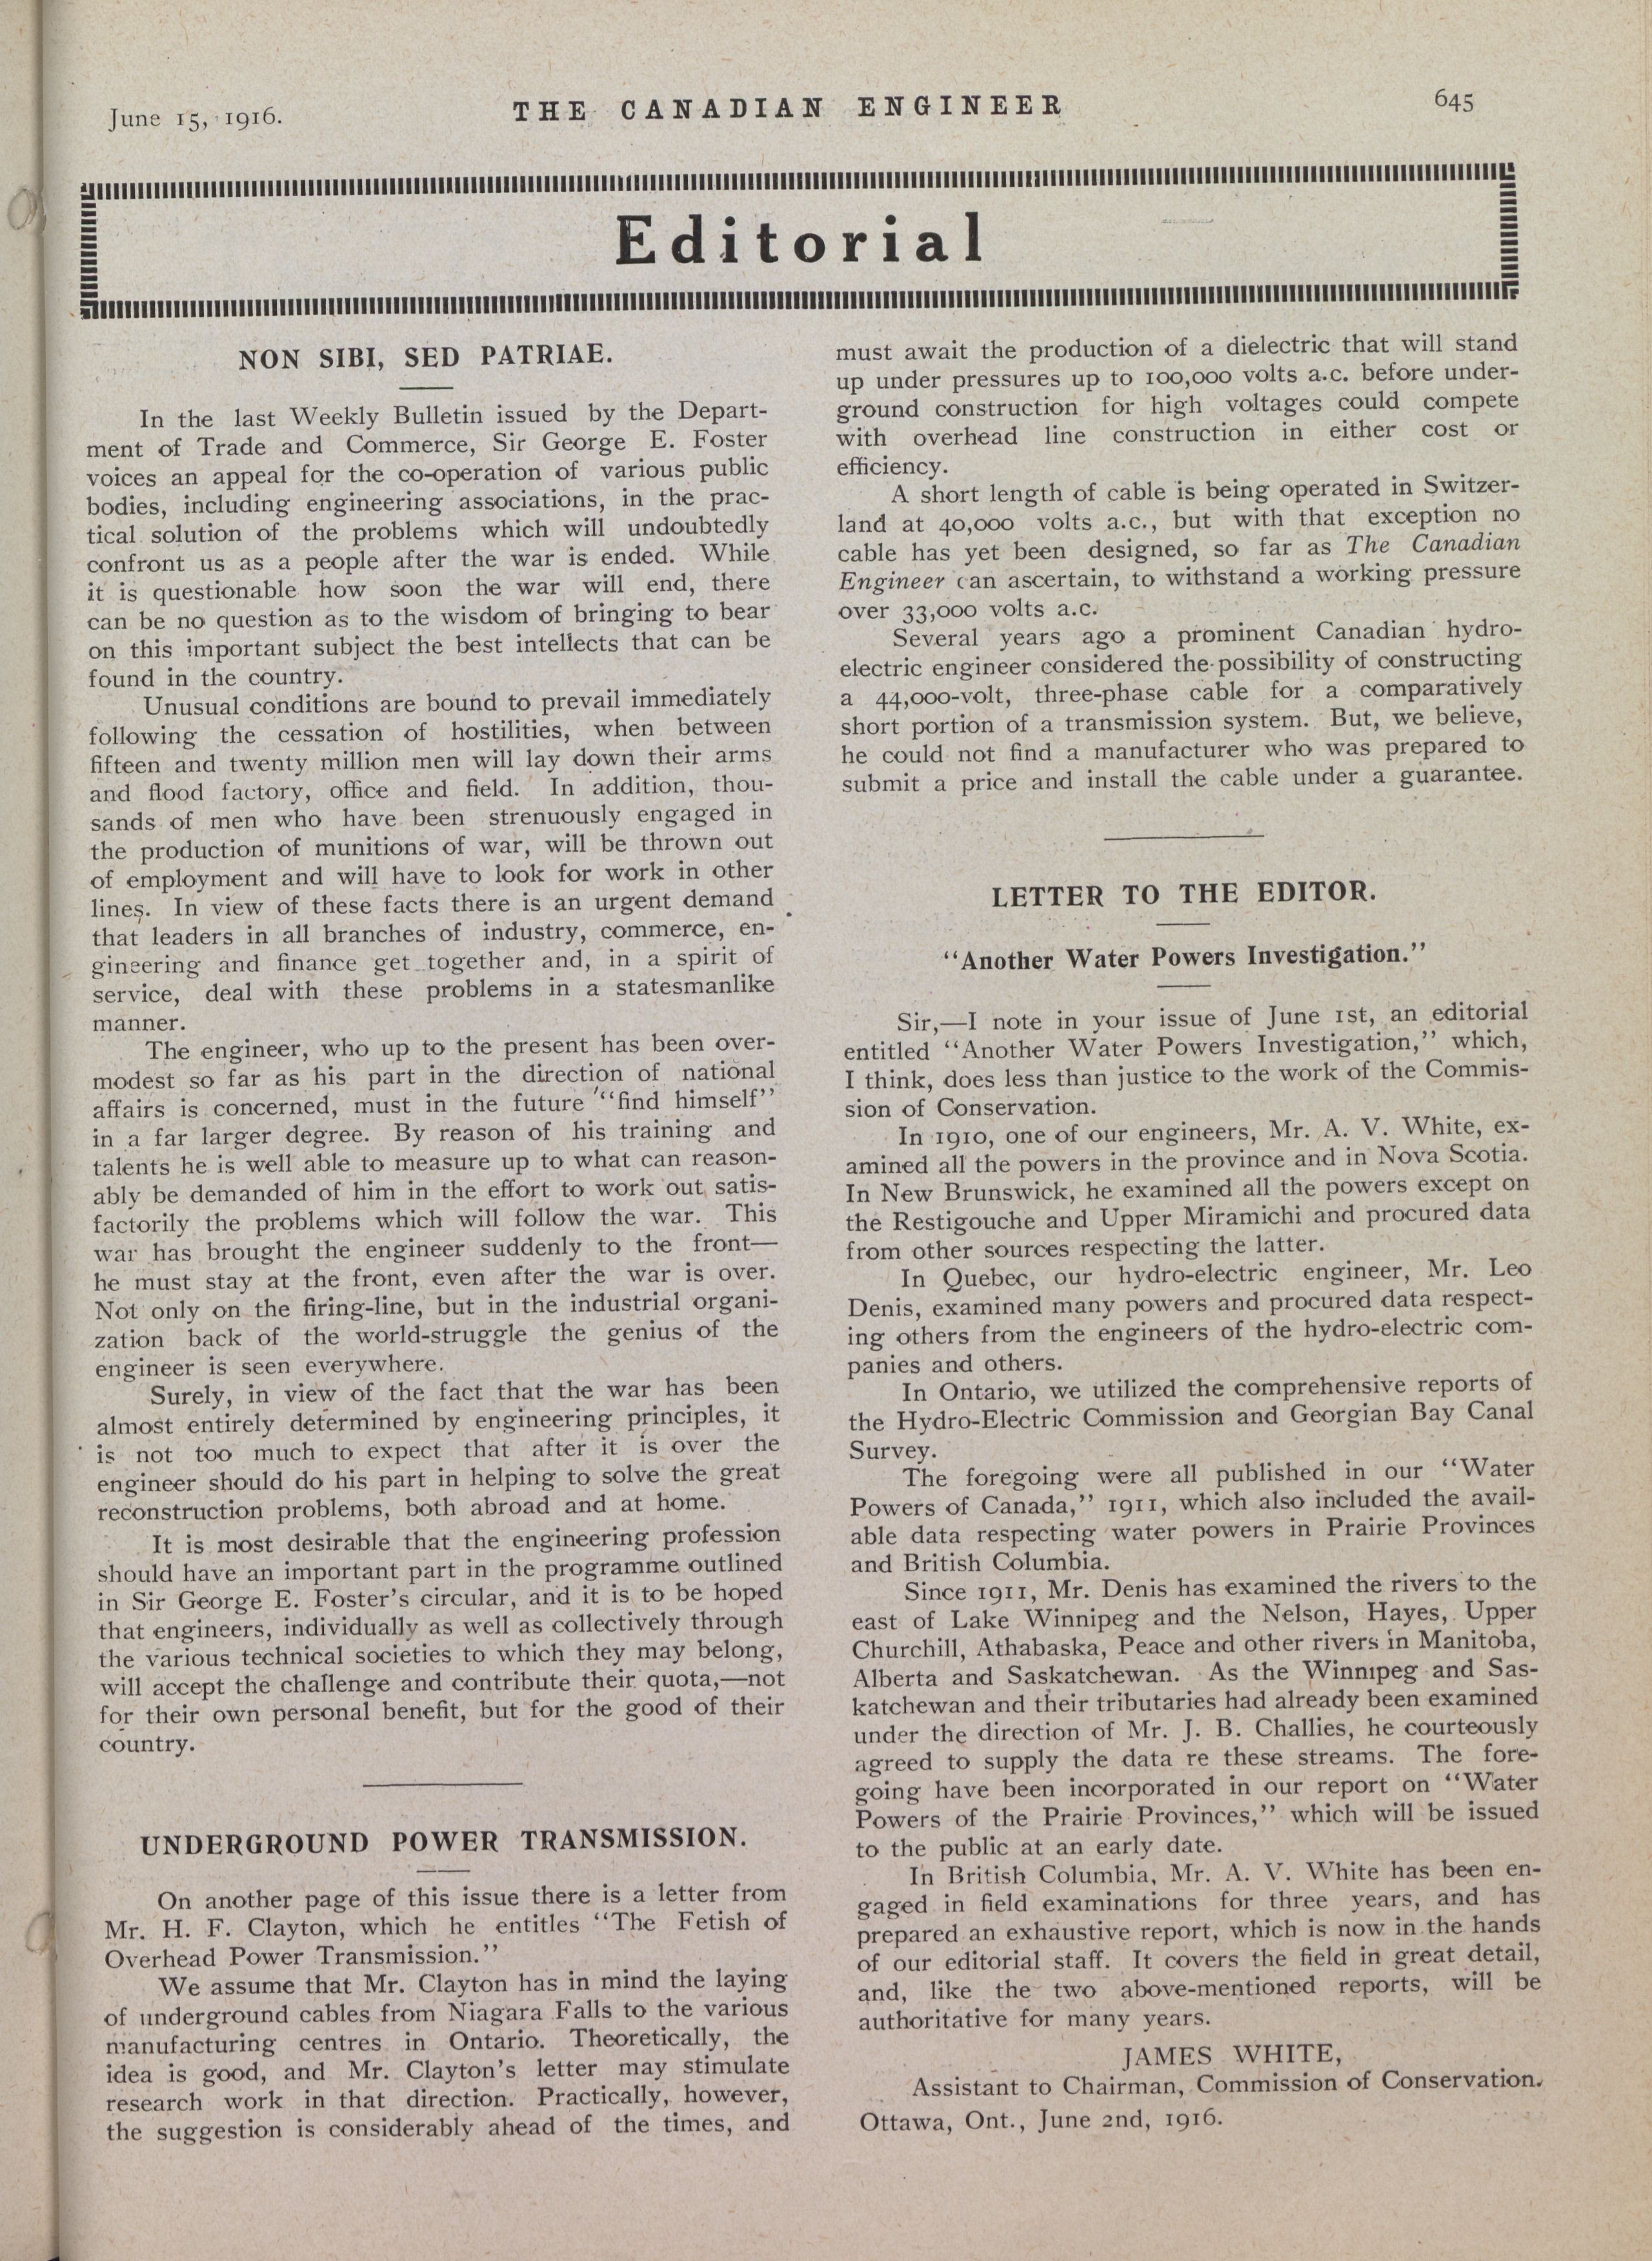 June 15, 1916.
THE CANADIAN ENGINEER
645
Editorial
NON SIBI, SED PATRIAE.
In the last Weekly Bulletin issued by the Depart-
ment of Trade and Commerce, Sir George E. Foster
voices an appeal for the co-operation of various public
bodies, including engineering associations, in the prac-
tical solution of the problems which will undoubtedly
confront us as a people after the war is ended. While
it is questionable how soon the war will end, there
can be no question as to the wisdom of bringing to bear
on this important subject the best intellects that can be
found in the country.
Unusual conditions are bound to prevail immediately
following the cessation of hostilities, when between
fifteen and twenty million men will lay down their arms
and flood factory, office and field. In addition, thou-
sands of men who have been strenuously engaged in
the production of munitions of war, will be thrown out
of employment and will have to look for work in other
lines. In view of these facts there is an urgent demand
that leaders in all branches of industry, commerce, en-
gineering and finance get together and, in a spirit of
service, deal with these problems in a statesmanlike
manner.
The engineer, who up to the present has been over-
modest so far as his part in the direction of national
affairs is concerned, must in the future "find himself"
in a far larger degree. By reason of his training and
talents he is well able to measure up to what can reason-
ably be demanded of him in the effort to work out satis-
factorily the problems which will follow the war. This
war has brought the engineer suddenly to the front—
he must stay at the front, even after the war is over.
Not only on the firing-line, but in the industrial organi-
zation back of the world-struggle the genius of the
engineer is seen everywhere.
Surely, in view of the fact that the war has been
almost entirely determined by engineering principles, it
is not too much to expect that after it is over the
engineer should do his part in helping to solve the great
reconstruction problems, both abroad and at home.
It is most desirable that the engineering profession
should have an important part in the programme outlined
in Sir George E. Foster's circular, and it is to be hoped
that engineers, individually as well as collectively through
the various technical societies to which they may belong,
will accept the challenge and contribute their quota,—not
for their own personal benefit, but for the good of their
country.
UNDERGROUND POWER TRANSMISSION.
On another page of this issue there is a letter from
Mr. H. F. Clayton, which he entitles "The Fetish of
Overhead Power Transmission."
We assume that Mr. Clayton has in mind the laying
of underground cables from Niagara Falls to the various
manufacturing centres in Ontario. Theoretically, the
idea is good, and Mr. Clayton's letter may stimulate
research work in that direction. Practically, however,
the suggestion is considerably ahead of the times, and
must await the production of a dielectric that will stand
up under pressures up to 100,000 volts a.c. before under-
ground construction for high voltages could compete
with overhead line construction in either cost or
efficiency.
A short length of cable is being operated in Switzer-
land at 40,000 volts a.c., but with that exception no
cable has yet been designed, so far as The Canadian
Engineer can ascertain, to withstand a working pressure
over 33,000 volts a.c.
Several years ago a prominent Canadian hydro-
electric engineer considered the possibility of constructing
a 44,000-volt, three-phase cable for a comparatively
short portion of a transmission system. But, we believe,
he could not find a manufacturer who was prepared to
submit a price and install the cable under a guarantee.
LETTER TO THE EDITOR.
"Another Water Powers Investigation."
Sir,—I note in your issue of June 1st, an editorial
entitled "Another Water Powers Investigation," which,
I think, does less than justice to the work of the Commis-
sion of Conservation.
In 1910, one of our engineers, Mr. A. V. White, ex-
amined all the powers in the province and in Nova Scotia.
In New Brunswick, he examined all the powers except on
the Restigouche and Upper Miramichi and procured data
from other sources respecting the latter.
In Quebec, our hydro-electric engineer, Mr. Leo
Denis, examined many powers and procured data respect-
ing others from the engineers of the hydro-electric com-
panies and others.
In Ontario, we utilized the comprehensive reports of
the Hydro-Electric Commission and Georgian Bay Canal
Survey.
The foregoing were all published in our "Water
Powers of Canada," 1911, which also included the avail-
able data respecting water powers in Prairie Provinces
and British Columbia.
Since 1911, Mr. Denis has examined the rivers to the
east of Lake Winnipeg and the Nelson, Hayes, Upper
Churchill, Athabaska, Peace and other rivers in Manitoba,
Alberta and Saskatchewan. As the Winnipeg and Sas-
katchewan and their tributaries had already been examined
under the direction of Mr. J. B. Challies, he courteously
agreed to supply the data re these streams. The fore-
going have been incorporated in our report on "Water
Powers of the Prairie Provinces," which will be issued
to the public at an early date.
In British Columbia, Mr. A. V. White has been en-
gaged in field examinations for three years, and has
prepared an exhaustive report, which is now in the hands
of our editorial staff. It covers the field in great detail,
and, like the two above-mentioned reports, will be
authoritative for many years.
JAMES WHITE,
Assistant to Chairman, Commission of Conservation.
Ottawa, Ont., June 2nd, 1916.